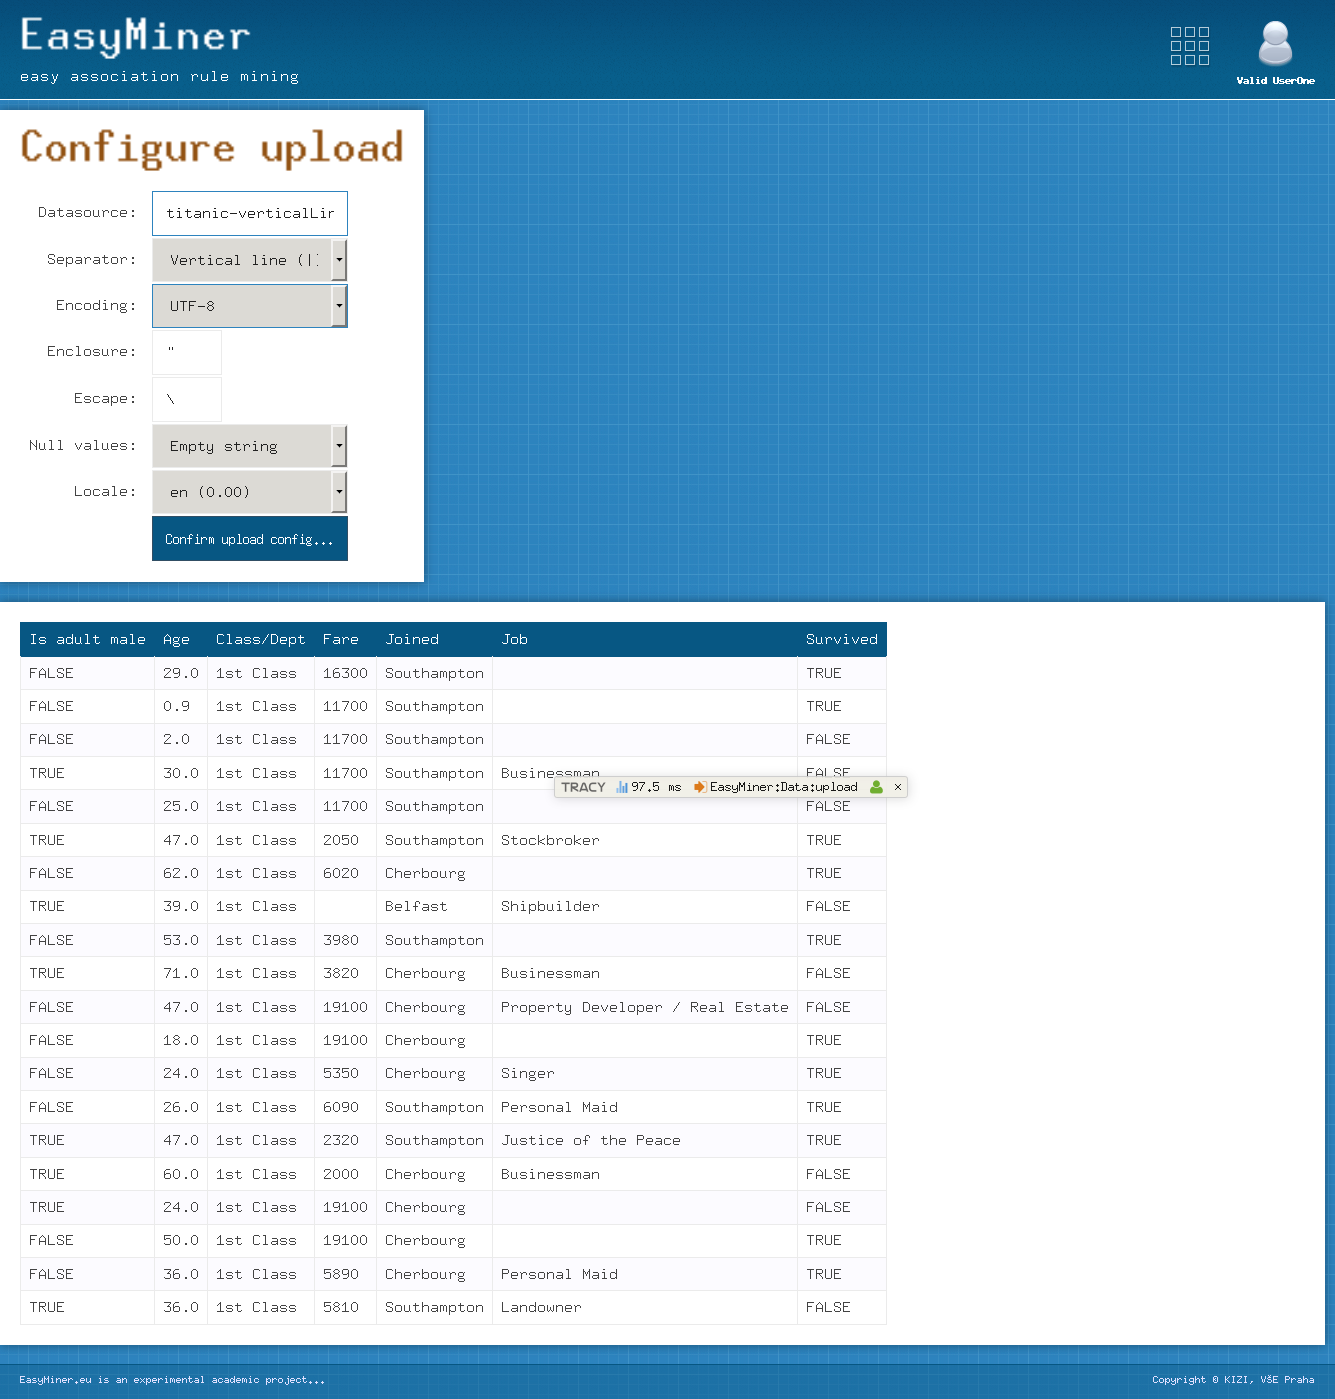 EasyMiner
easy association rule mining
Valid UserOne
Configure upload
Datasource: titanic-verticalLin
Separator: Vertical line (|)
Encoding: UTF-8
Enclosure: "
Escape: \
Null values: Empty string
Locale: en (0.00)
Confirm upload config...
Is adult male Age Class/Dept Fare Joined Job Survived
FALSE 29.0 1st Class 16300 Southampton TRUE
FALSE 0.9 1st Class 11700 Southampton TRUE
FALSE 2.0 1st Class 11700 Southampton FALSE
TRUE 30.0 1st Class 11700 Southampton Businessman FALSE
TRACY 97.5 ms EasyMiner:Data:upload ×
FALSE 25.0 1st Class 11700 Southampton FALSE
TRUE 47.0 1st Class 2050 Southampton Stockbroker TRUE
FALSE 62.0 1st Class 6020 Cherbourg TRUE
TRUE 39.0 1st Class Belfast Shipbuilder FALSE
FALSE 53.0 1st Class 3980 Southampton TRUE
TRUE 71.0 1st Class 3820 Cherbourg Businessman FALSE
FALSE 47.0 1st Class 19100 Cherbourg Property Developer / Real Estate FALSE
FALSE 18.0 1st Class 19100 Cherbourg TRUE
FALSE 24.0 1st Class 5350 Cherbourg Singer TRUE
FALSE 26.0 1st Class 6090 Southampton Personal Maid TRUE
TRUE 47.0 1st Class 2320 Southampton Justice of the Peace TRUE
TRUE 60.0 1st Class 2000 Cherbourg Businessman FALSE
TRUE 24.0 1st Class 19100 Cherbourg FALSE
FALSE 50.0 1st Class 19100 Cherbourg TRUE
FALSE 36.0 1st Class 5890 Cherbourg Personal Maid TRUE
TRUE 36.0 1st Class 5810 Southampton Landowner FALSE
EasyMiner.eu is an experimental academic project...
Copyright © KIZI, VŠE Praha